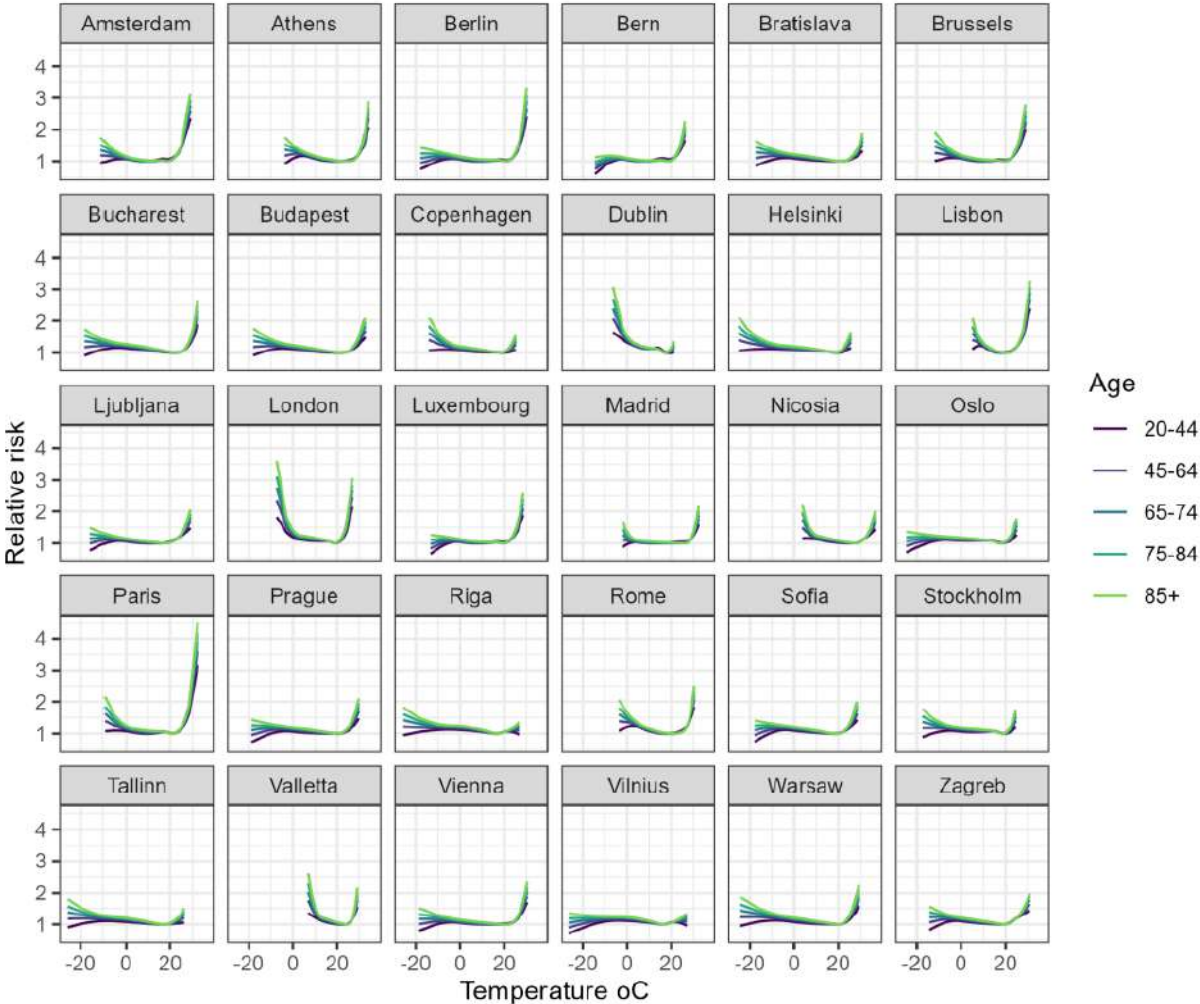 Amsterdam Athens Berlin Bern Bratislava Brussels
4
3
2
1
Bucharest Budapest Copenhagen Dublin Helsinki Lisbon
4
3
2
1
Ljubljana London Luxembourg Madrid Nicosia Oslo
4
3
2
1
Paris Prague Riga Rome Sofia Stockholm
4
3
2
1
Tallinn Valletta Vienna Vilnius Warsaw Zagreb
4
3
2
1
-20 0 20 -20 0 20 -20 0 20 -20 0 20 -20 0 20 -20 0 20
Temperature oC
Relative risk
Age
20-44
45-64
65-74
75-84
85+